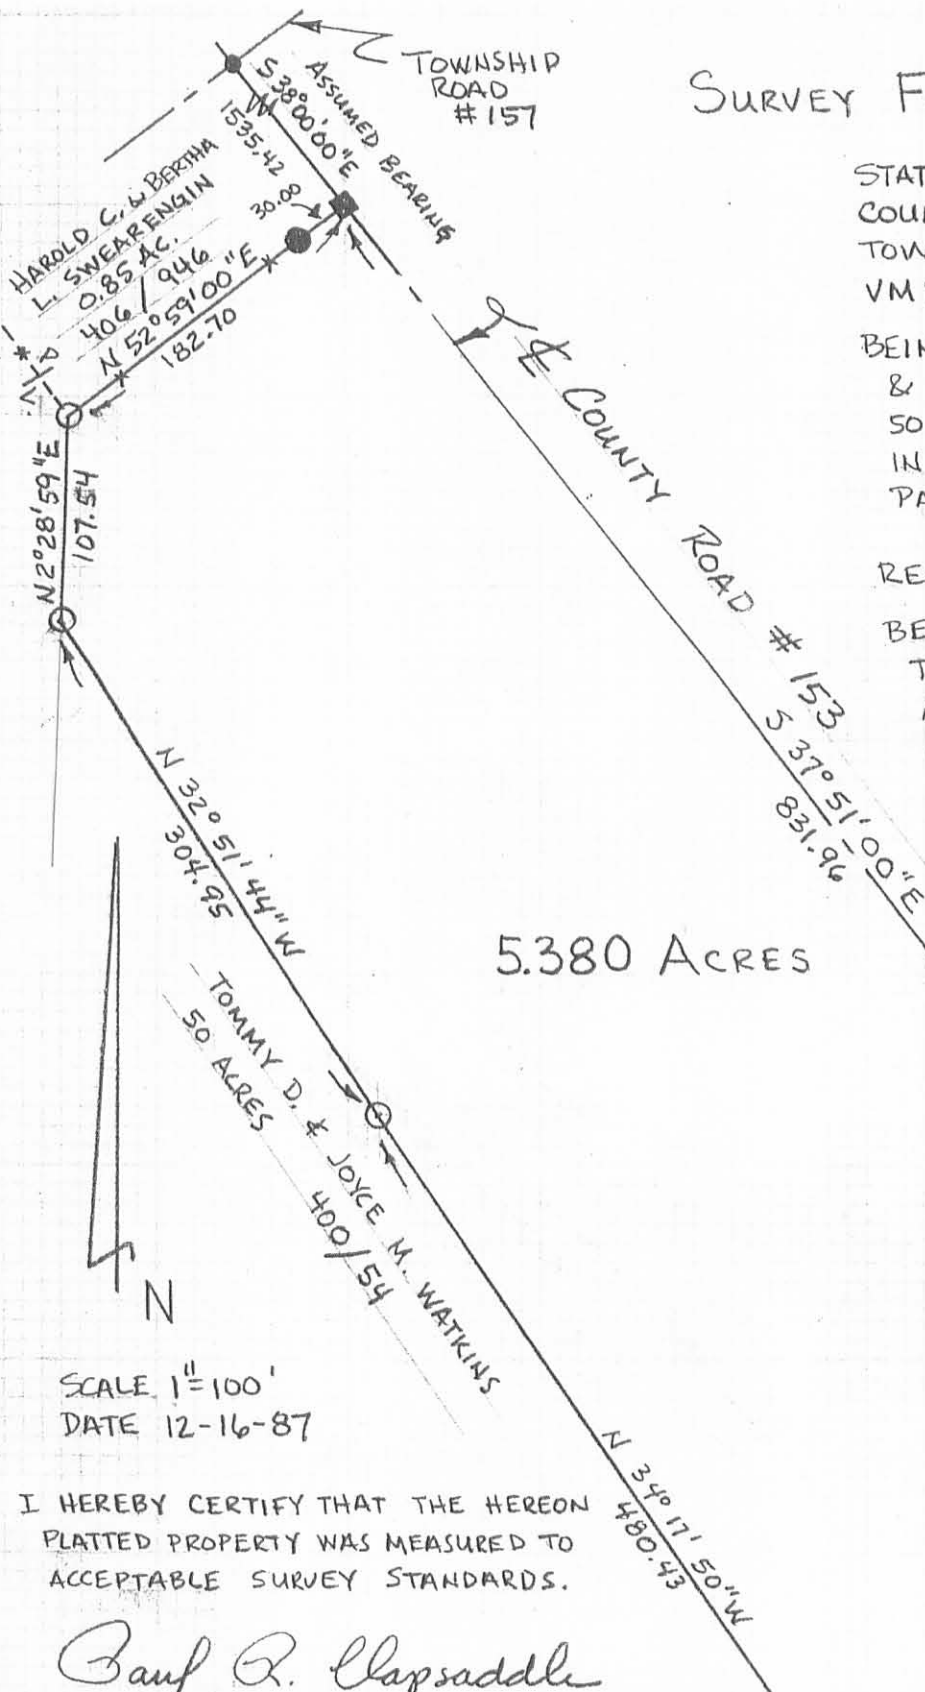 TOWNSHIP
ROAD
#157
SURVEY F
S 38°00'00"E
1535.42
ASSUMED BEARING
30.00
HAROLD C. & BERTHA
L. SWEARENGIN
0.85 AC.
406/946
N 52°59'00"E
182.70
STAT
COUN
TOW
VM
BEIN
&
50
IN
PA
RE
BE
T
℄ COUNTY ROAD # 153
S 37°51'00"E
831.96
N 2°28'59"E
107.54
N 32°51'44"W
304.95
5.380 ACRES
TOMMY D. & JOYCE M. WATKINS
50 ACRES 400/54
N
SCALE 1"=100'
DATE 12-16-87
N 34°17'50"W
480.43
I HEREBY CERTIFY THAT THE HEREON
PLATTED PROPERTY WAS MEASURED TO
ACCEPTABLE SURVEY STANDARDS.
Paul R. Clapsaddle